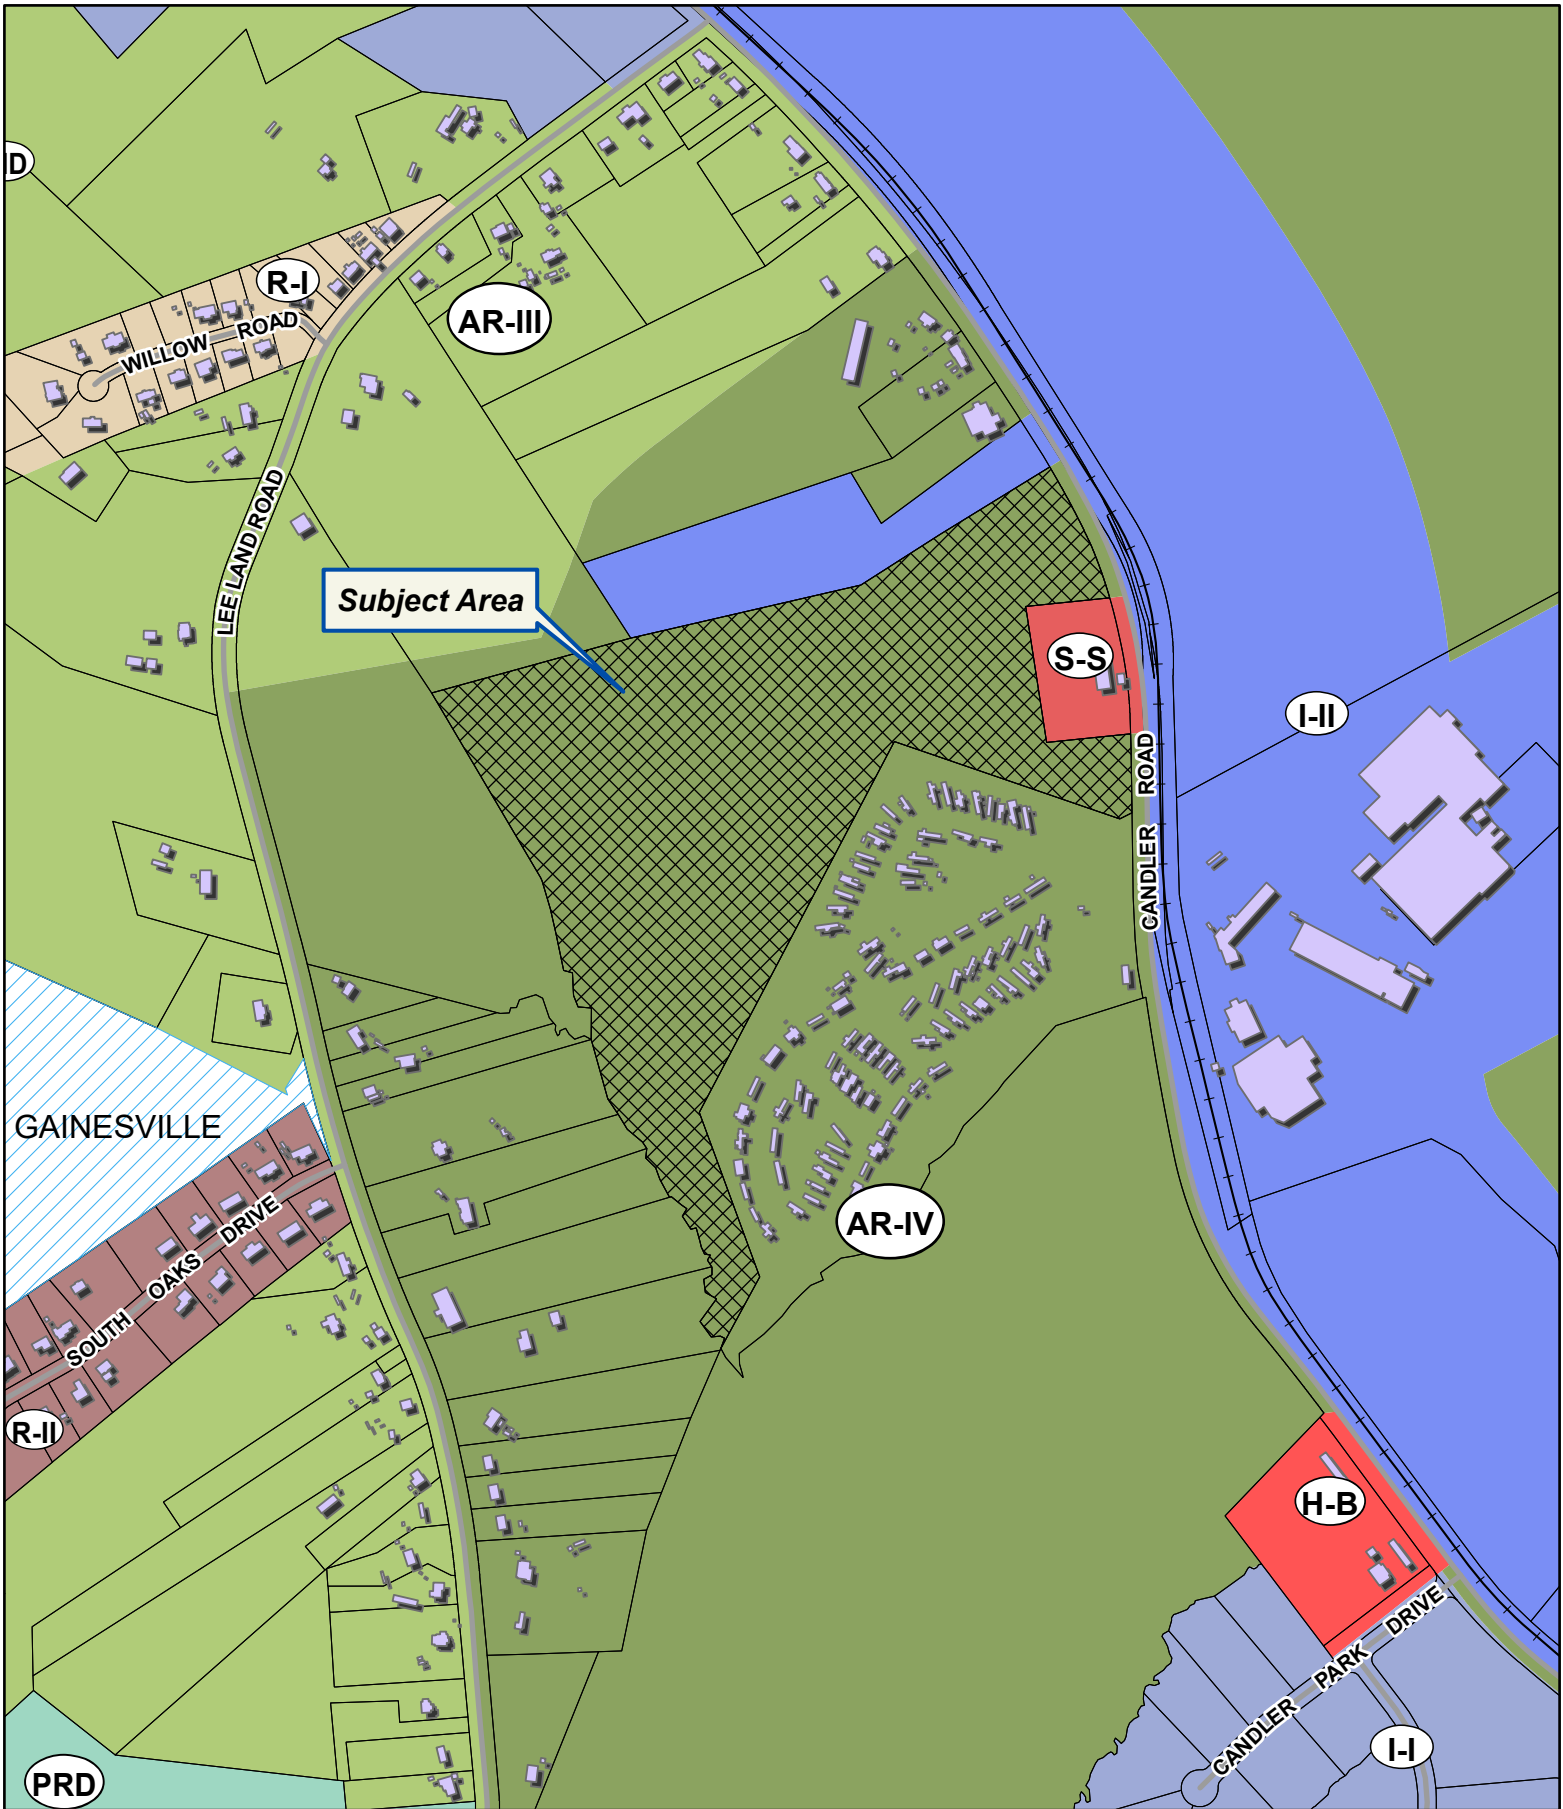 ID
R-I
WILLOW ROAD
AR-III
LEE LAND ROAD
Subject Area
S-S
I-II
CANDLER ROAD
GAINESVILLE
AR-IV
SOUTH OAKS DRIVE
R-II
H-B
CANDLER PARK DRIVE
I-I
PRD